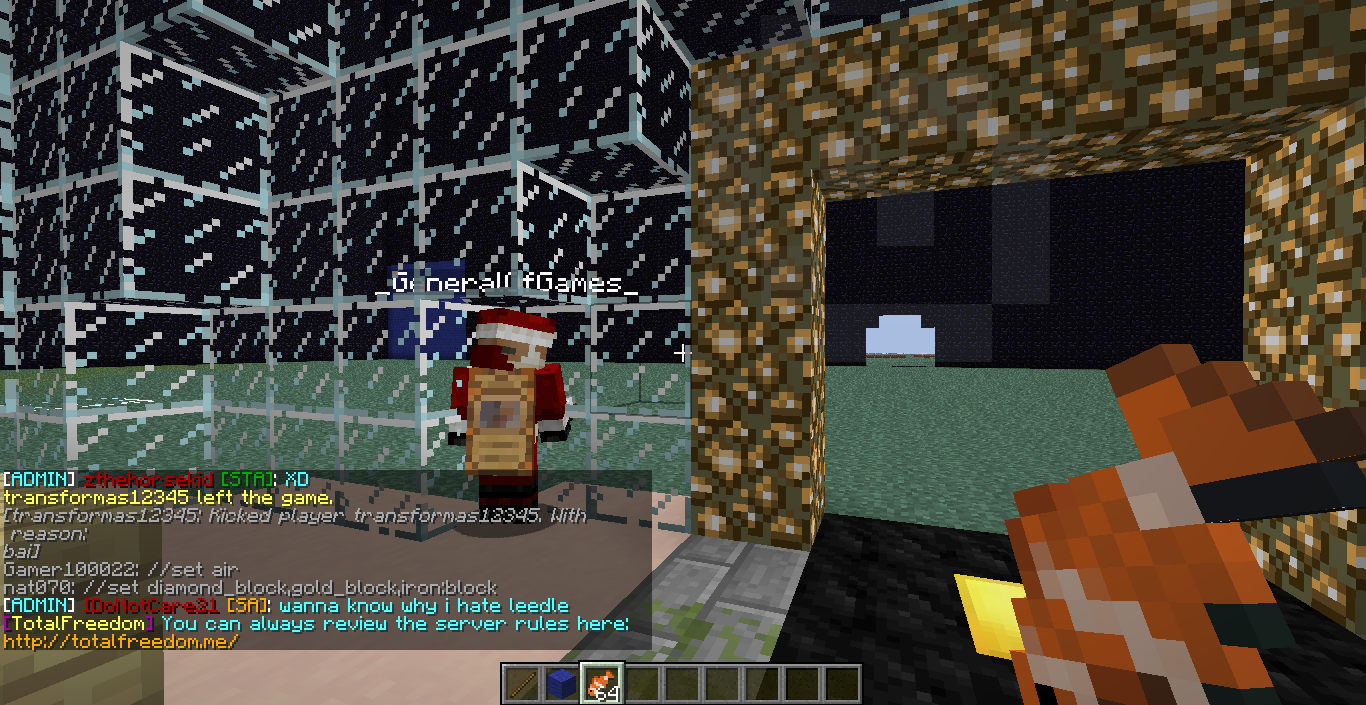 _GeneralOfGames_
[ADMIN] zthehorsekid [STA]: XD
transformas12345 left the game.
[transformas12345: Kicked player transformas12345. With
reason:
bai]
Gamer100022: //set air
nat070: //set diamond_block,gold_block,iron:block
[ADMIN] IDoNotCare21 [SA]: wanna know why i hate leedle
[TotalFreedom] You can always review the server rules here:
http://totalfreedom.me/
64